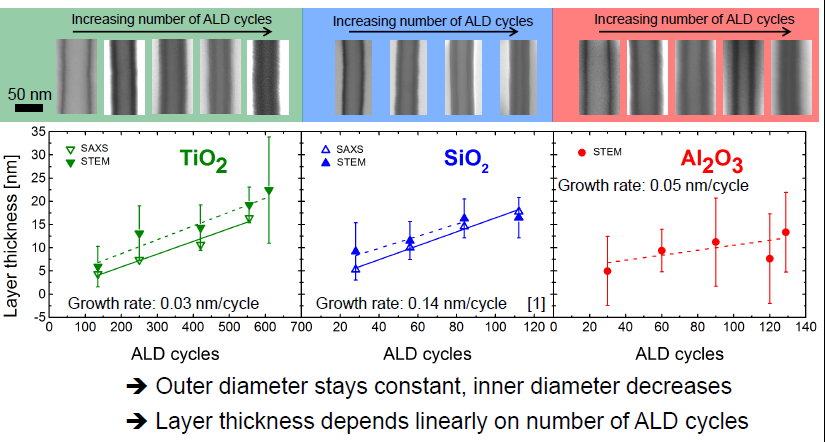 Increasing number of ALD cycles
Increasing number of ALD cycles
Increasing number of ALD cycles
50 nm
Layer thickness [nm]
35
30
25
20
15
10
5
0
-5
SAXS
STEM
TiO2
Growth rate: 0.03 nm/cycle
0 100 200 300 400 500 600 700
ALD cycles
SAXS
STEM
SiO2
Growth rate: 0.14 nm/cycle [1]
20 40 60 80 100 120
ALD cycles
STEM
Al2O3
Growth rate: 0.05 nm/cycle
0 20 40 60 80 100 120 140
ALD cycles
➔ Outer diameter stays constant, inner diameter decreases
➔ Layer thickness depends linearly on number of ALD cycles